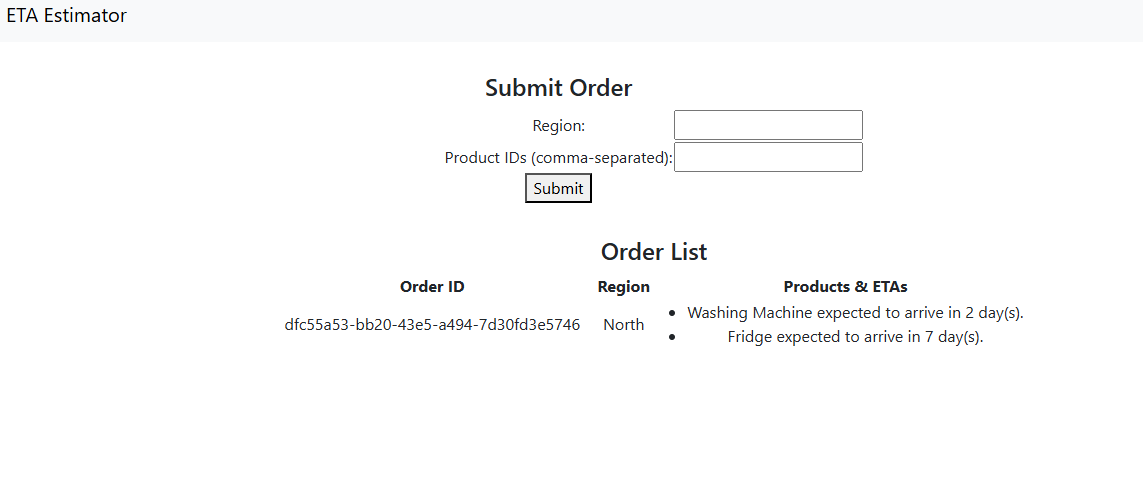 ETA Estimator
Submit Order
Region:
Product IDs (comma-separated):
Submit
Order List
Order ID Region Products & ETAs
dfc55a53-bb20-43e5-a494-7d30fd3e5746 North
• Washing Machine expected to arrive in 2 day(s).
• Fridge expected to arrive in 7 day(s).